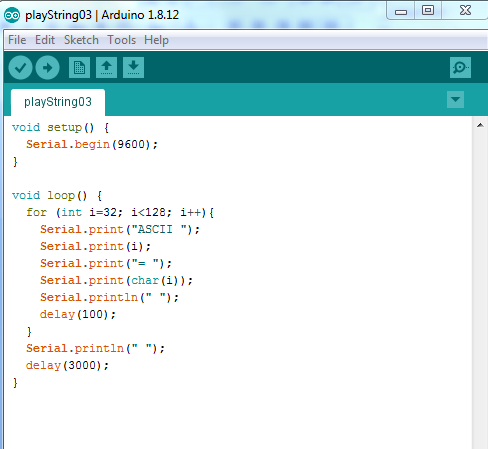 playString03 | Arduino 1.8.12
File Edit Sketch Tools Help
playString03
void setup() {
  Serial.begin(9600);
}

void loop() {
  for (int i=32; i<128; i++){
    Serial.print("ASCII ");
    Serial.print(i);
    Serial.print("= ");
    Serial.print(char(i));
    Serial.println(" ");
    delay(100);
  }
  Serial.println(" ");
  delay(3000);
}